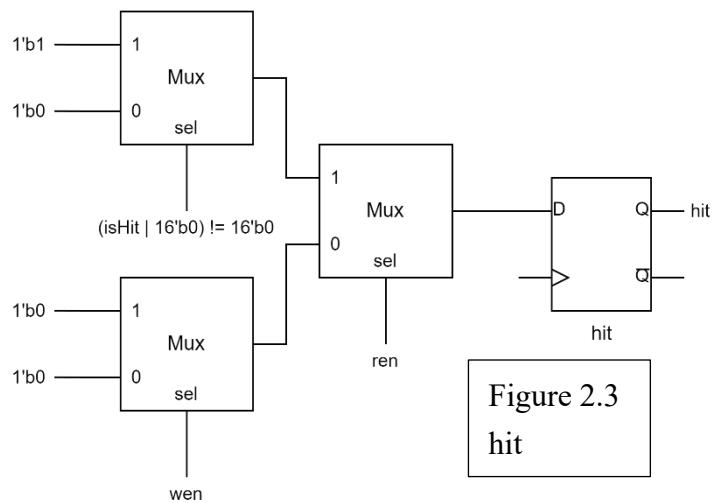 1'b1
1
Mux
1'b0
0
sel
(isHit | 16'b0) != 16'b0
1
Mux
0
sel
ren
1'b0
1
Mux
1'b0
0
sel
wen
D
Q
hit
Q
hit
Figure 2.3
hit